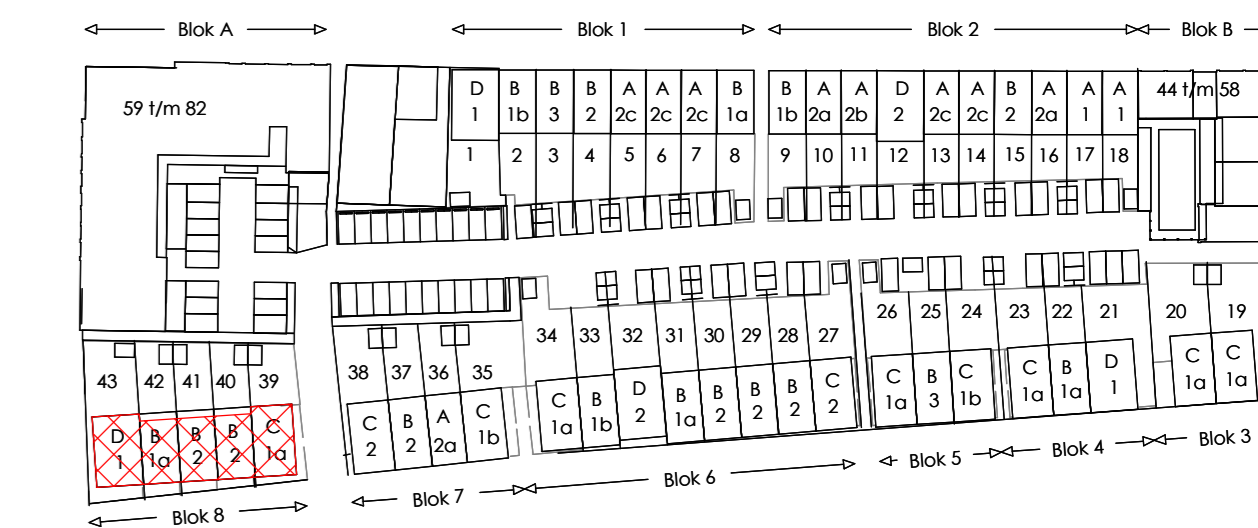 Blok A Blok 1 Blok 2 Blok B
59 t/m 82 44 t/m 58
D B B B A A A B B A A D A A B A A A
1 1b 3 2 2c 2c 2c 1a 1b 2a 2b 2 2c 2c 2 2a 1 1
1 2 3 4 5 6 7 8 9 10 11 12 13 14 15 16 17 18
34 33 32 31 30 29 28 27 26 25 24 23 22 21 20 19
43 42 41 40 39 38 37 36 35
C B D B B B B C C B C C B D C C
1a 1b 2 1a 2 2 2 2 1a 3 1b 1a 1a 1 1a 1a
D B B B C C B A C
1 1a 2 2 1a 2 2 2a 1b
Blok 8 Blok 7 Blok 6 Blok 5 Blok 4 Blok 3